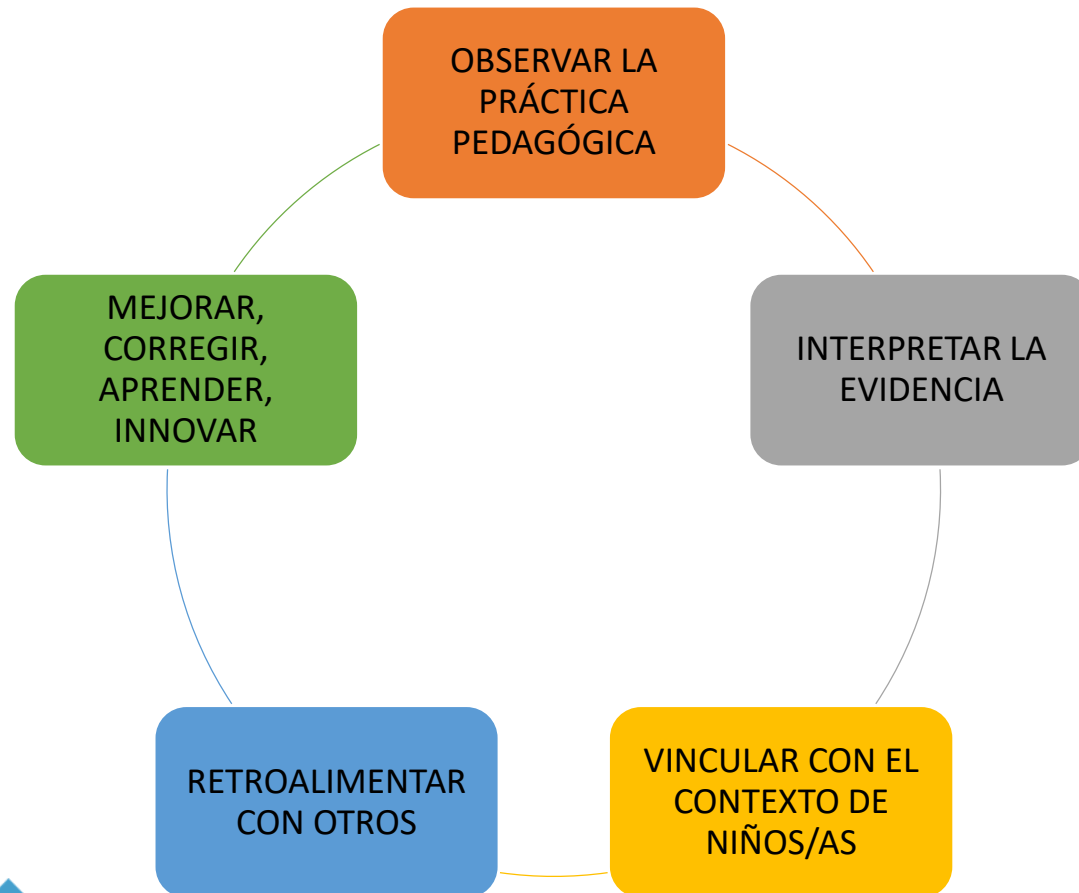 OBSERVAR LA
PRÁCTICA
PEDAGÓGICA
INTERPRETAR LA
EVIDENCIA
VINCULAR CON EL
CONTEXTO DE
NIÑOS/AS
RETROALIMENTAR
CON OTROS
MEJORAR,
CORREGIR,
APRENDER,
INNOVAR